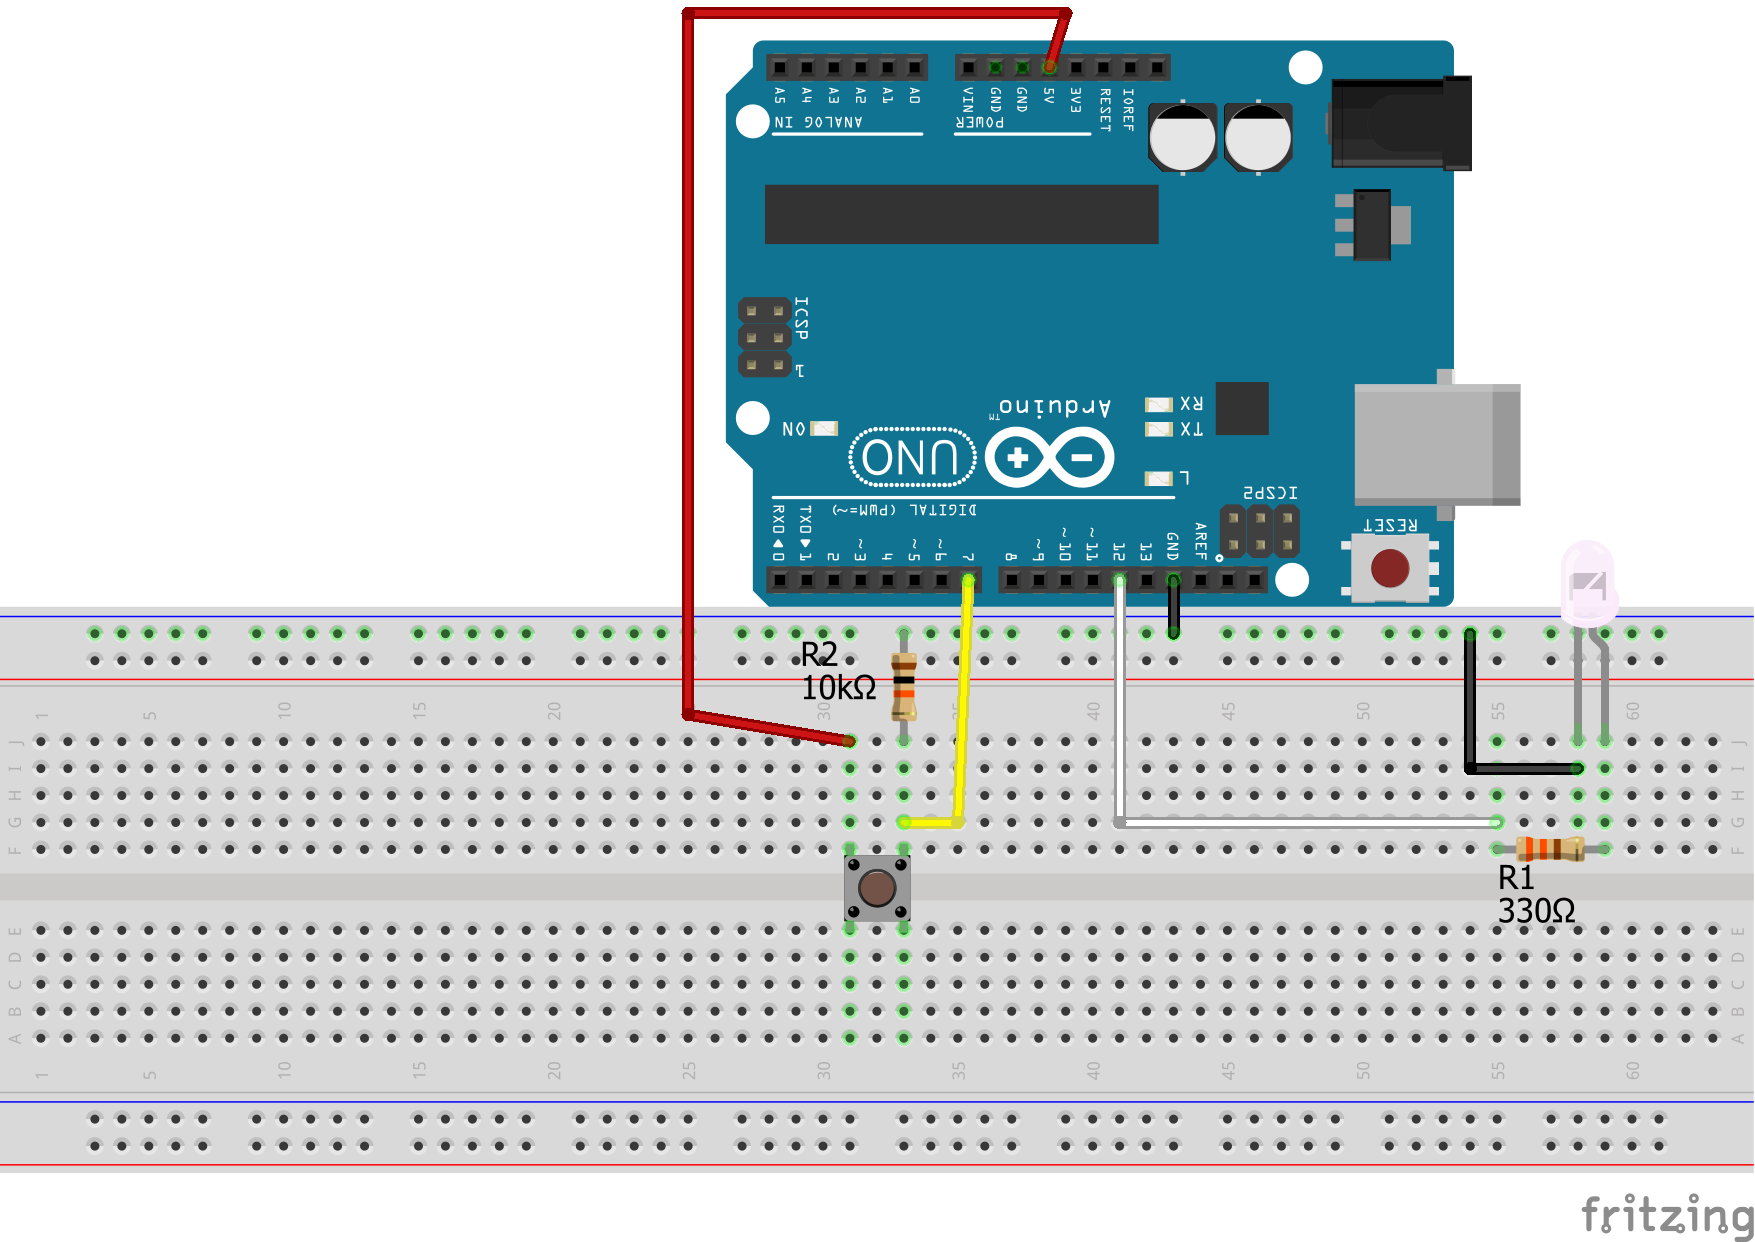 A5 A4 A3 A2 A1 A0
VIN GND GND 5V 3V3 RESET IOREF
ANALOG IN
POWER
ICSP
1
Arduino
TM
RX
TX
L
ON
UNO
ICSP2
DIGITAL (PWM=~)
RX0 TX0
0 1 2 ~3 4 ~5 ~6 7 8 ~9 ~10 ~11 12 13 GND AREF
RESET
R2
10kΩ
1 5 10 15 20 30 35 40 45 50 55 60
J J
I I
H H
G G
F F
R1
330Ω
E E
D D
C C
B B
A A
1 5 10 15 20 25 30 35 40 45 50 55 60
fritzing